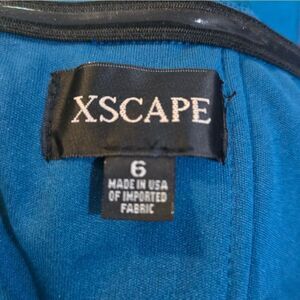 XSCAPE
6
MADE IN USA
OF IMPORTED
FABRIC